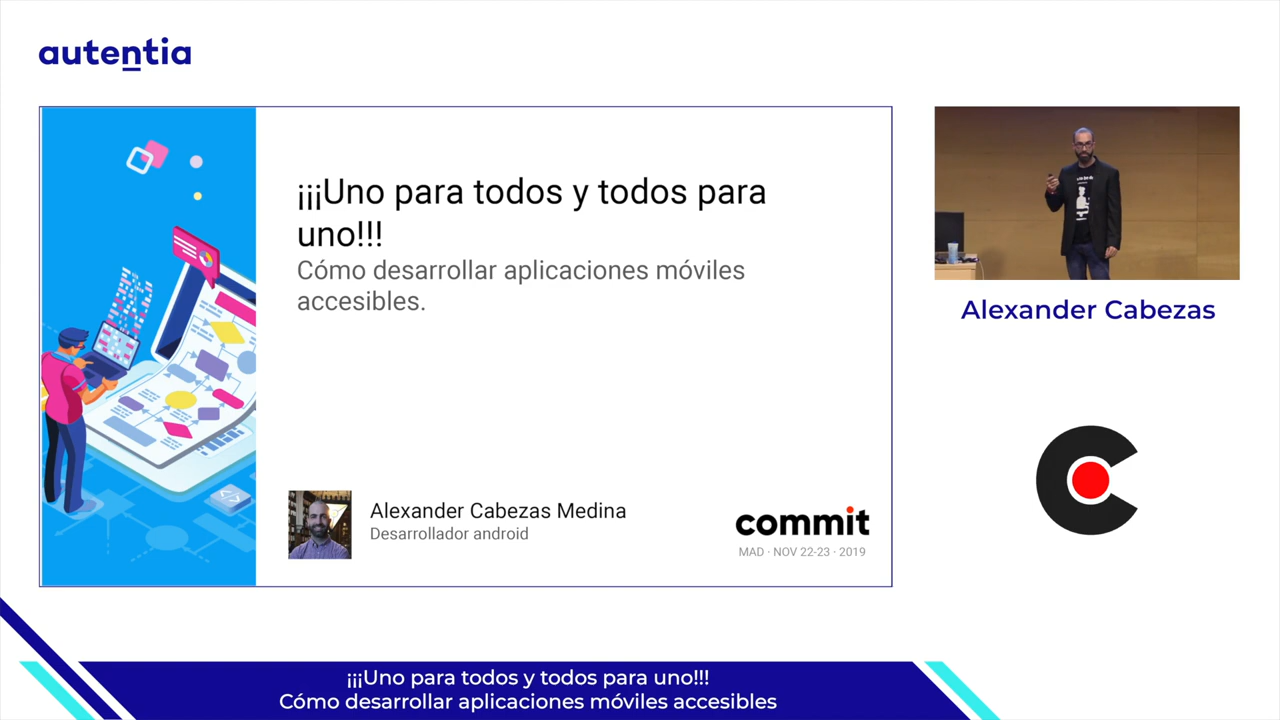 autentia
¡¡¡Uno para todos y todos para
uno!!!
Cómo desarrollar aplicaciones móviles
accesibles.
Alexander Cabezas Medina
Desarrollador android
commit
MAD · NOV 22-23 · 2019
Alexander Cabezas
¡¡¡Uno para todos y todos para uno!!!
Cómo desarrollar aplicaciones móviles accesibles